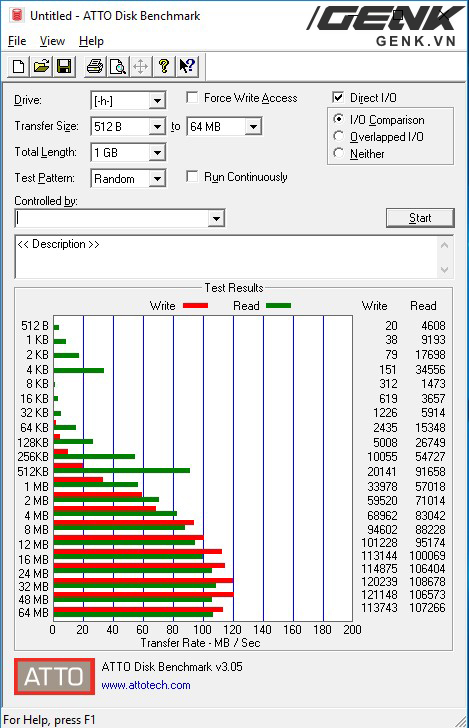 Untitled - ATTO Disk Benchmark
GENK
GENK.VN
File View Help
Drive: [-h-] Force Write Access Direct I/O
Transfer Size: 512 B to 64 MB I/O Comparison
Overlapped I/O
Total Length: 1 GB Neither
Test Pattern: Random Run Continuously
Controlled by:
Start
<< Description >>
Test Results
Write Read Write Read
512 B 20 4608
1 KB 38 9193
2 KB 79 17698
4 KB 151 34556
8 KB 312 1473
16 KB 619 3657
32 KB 1226 5914
64 KB 2435 15348
128KB 5008 26749
256KB 10055 54727
512KB 20141 91658
1 MB 33978 57018
2 MB 59520 71014
4 MB 68962 83042
8 MB 94602 88228
12 MB 101228 95174
16 MB 113144 100069
24 MB 114875 106404
32 MB 120239 108678
48 MB 121148 106573
64 MB 113743 107266
0 20 40 60 80 100 120 140 160 180 200
Transfer Rate - MB / Sec
ATTO ATTO Disk Benchmark v3.05
www.attotech.com
For Help, press F1